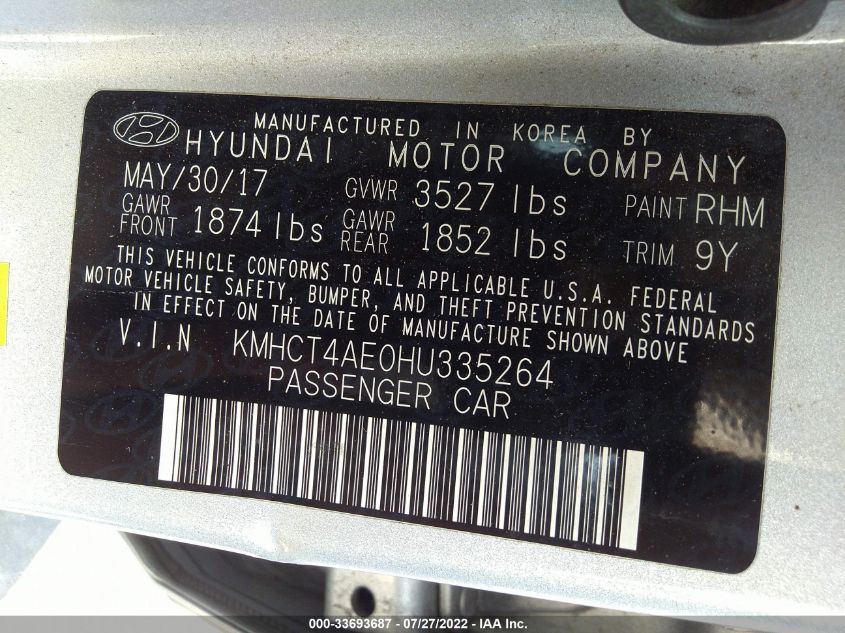 MANUFACTURED IN KOREA BY
HYUNDAI MOTOR COMPANY
MAY/30/17 GVWR 3527 lbs PAINT RHM
GAWR FRONT 1874 lbs GAWR REAR 1852 lbs TRIM 9Y
THIS VEHICLE CONFORMS TO ALL APPLICABLE U.S.A. FEDERAL
MOTOR VEHICLE SAFETY, BUMPER, AND THEFT PREVENTION STANDARDS
IN EFFECT ON THE DATE OF MANUFACTURE SHOWN ABOVE.
V.I.N KMHCT4AE0HU335264
PASSENGER CAR
000-33693687 - 07/27/2022 - IAA Inc.